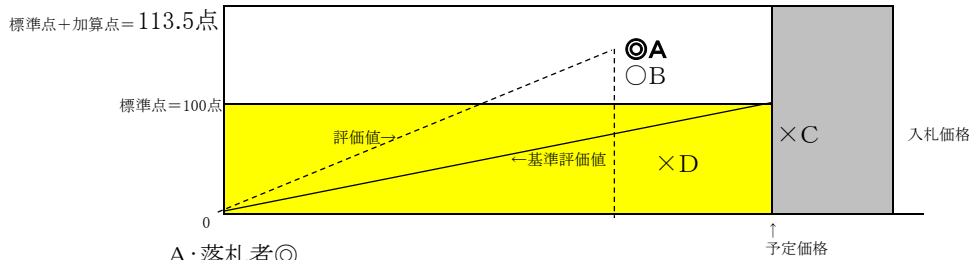 標準点+加算点=113.5点
◎A
○B
標準点=100点
評価値→
×C
入札価格
←基準評価値
×D
0
↑
予定価格
A・落札者◎